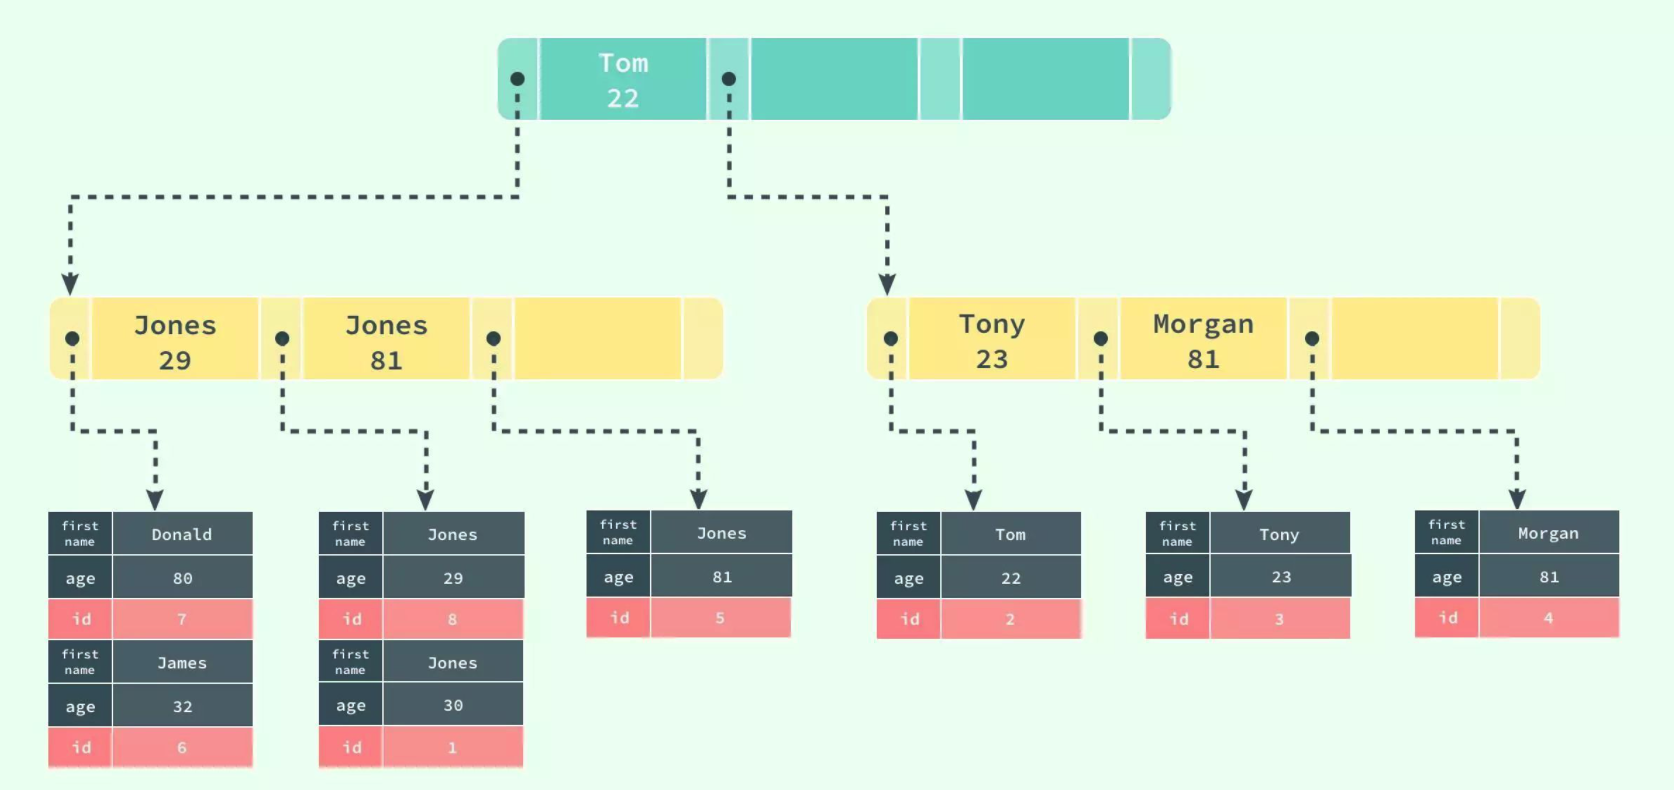 Tom
22
Jones
29
Jones
81
Tony
23
Morgan
81
first
name
Donald
age
80
id
7
first
name
James
age
32
id
6
first
name
Jones
age
29
id
8
first
name
Jones
age
30
id
1
first
name
Jones
age
81
id
5
first
name
Tom
age
22
id
2
first
name
Tony
age
23
id
3
first
name
Morgan
age
81
id
4